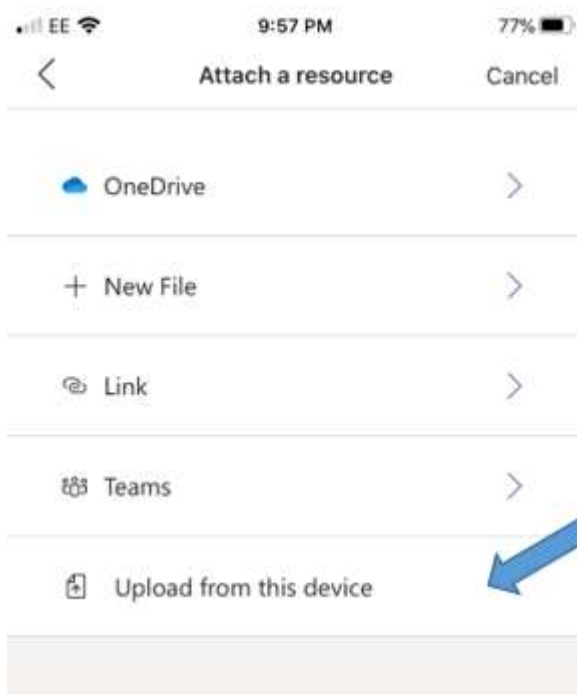 EE 9:57 PM 77%
Attach a resource Cancel
OneDrive
New File
Link
Teams
Upload from this device